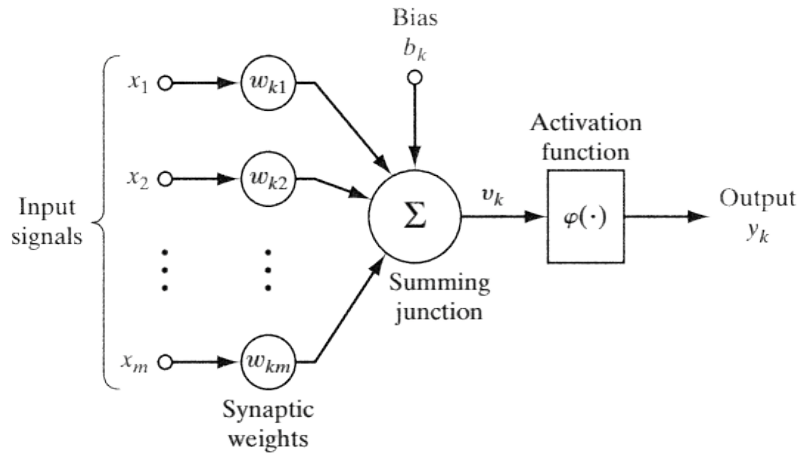 Bias
b_k
x_1
w_k1
Activation
function
x_2
w_k2
Input
signals
Σ
v_k
φ(·)
Output
y_k
Summing
junction
x_m
w_km
Synaptic
weights